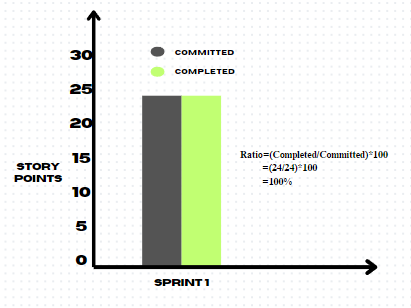 30
COMMITTED
COMPLETED
25
20
15
STORY
POINTS
10
5
0
Ratio=(Completed/Committed)*100
=(24/24)*100
=100%
SPRINT 1